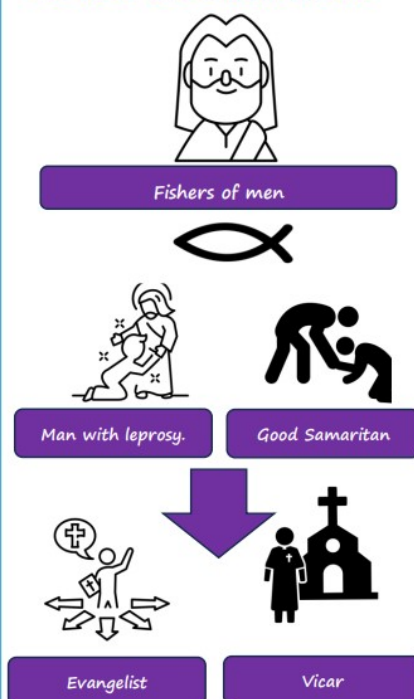 Fishers of men
Man with leprosy.
Good Samaritan
Evangelist
Vicar